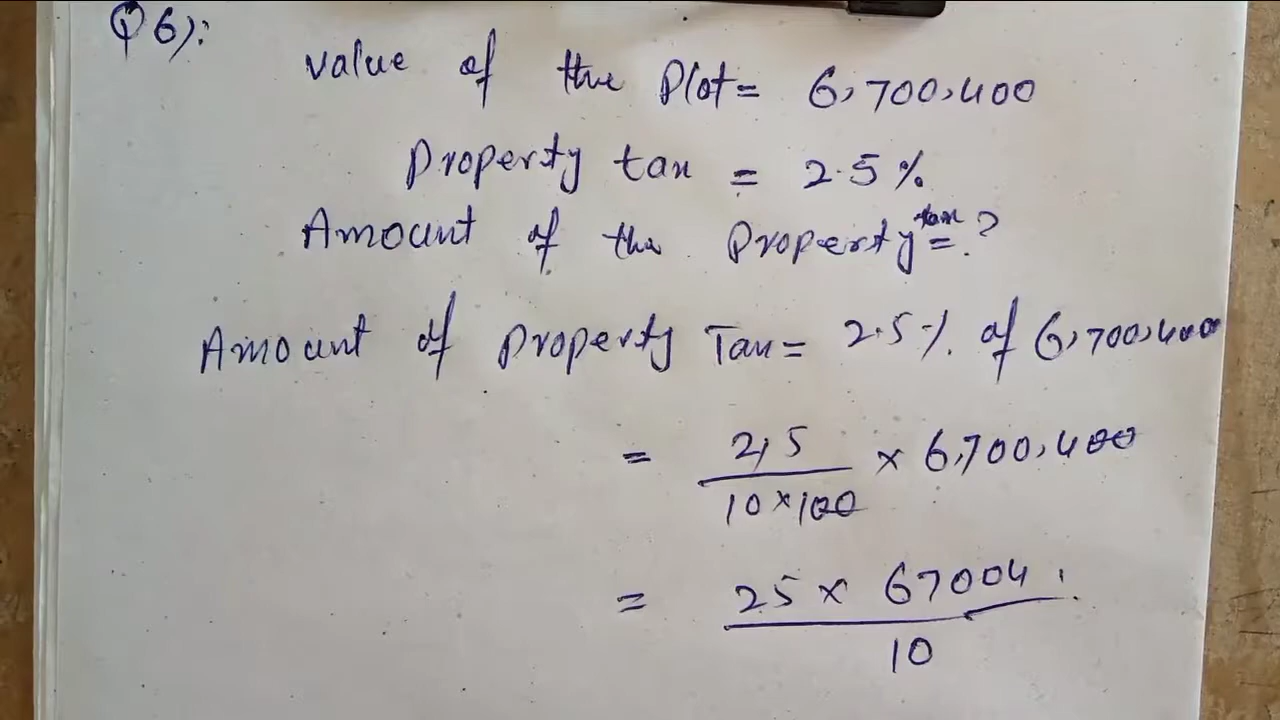 Q 6):
value of the Plot = 6,700,400
Property tax = 2.5 %
Amount of the Property tax = ?
Amount of property Tax = 2.5 % of 6,700,400
= 25 / 10 × 100 × 6,700,400
= 25 × 67004 / 10